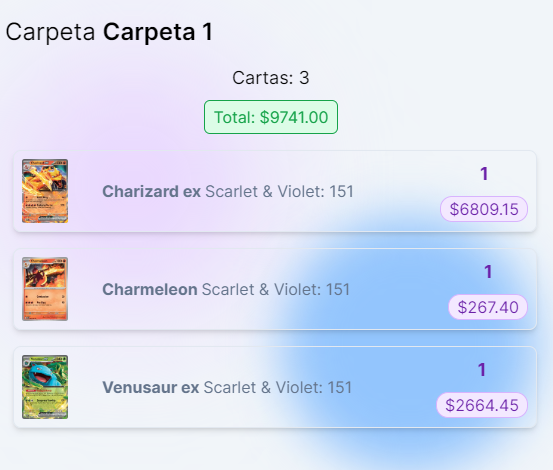 Carpeta Carpeta 1
Cartas: 3
Total: $9741.00
Charizard ex Scarlet & Violet: 151
1
$6809.15
Charmeleon Scarlet & Violet: 151
1
$267.40
Venusaur ex Scarlet & Violet: 151
1
$2664.45